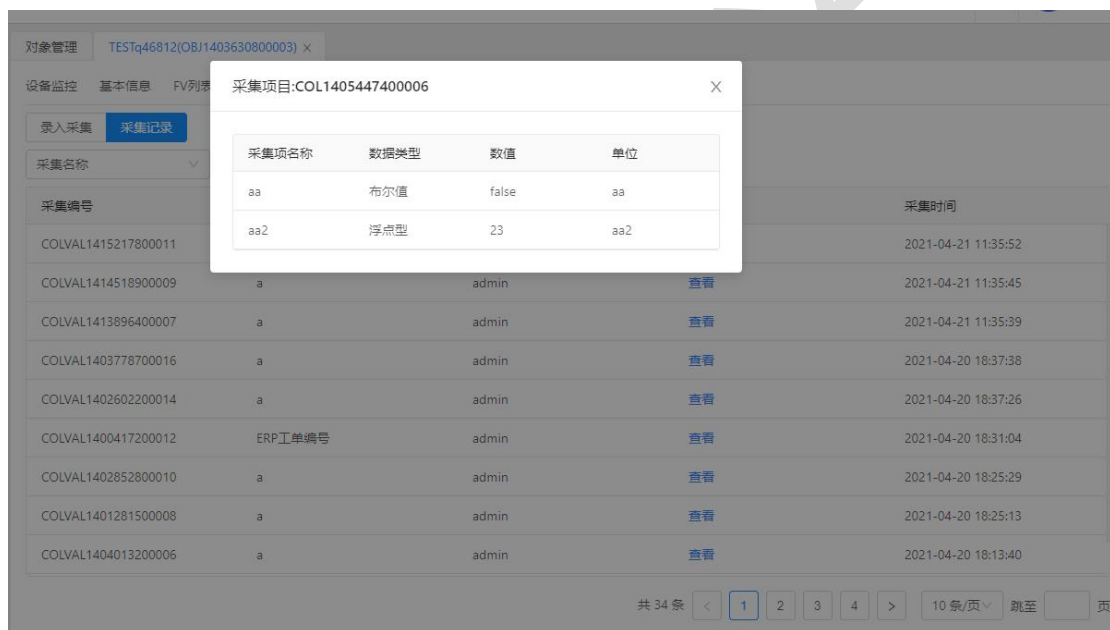 对象管理 TESTq46812(OBJ1403630800003) ×
设备监控 基本信息 FV列表
采集项目:COL1405447400006 ×
录入采集 采集记录
采集名称
采集项名称 数据类型 数值 单位
aa 布尔值 false aa
aa2 浮点型 23 aa2
采集编号 采集时间
COLVAL1415217800011 2021-04-21 11:35:52
COLVAL1414518900009 a admin 查看 2021-04-21 11:35:45
COLVAL1413896400007 a admin 查看 2021-04-21 11:35:39
COLVAL1403778700016 a admin 查看 2021-04-20 18:37:38
COLVAL1402602200014 a admin 查看 2021-04-20 18:37:26
COLVAL1400417200012 ERP工单编号 admin 查看 2021-04-20 18:31:04
COLVAL1402852800010 a admin 查看 2021-04-20 18:25:29
COLVAL1401281500008 a admin 查看 2021-04-20 18:25:13
COLVAL1404013200006 a admin 查看 2021-04-20 18:13:40
共 34 条 < 1 2 3 4 > 10 条/页 跳至 页